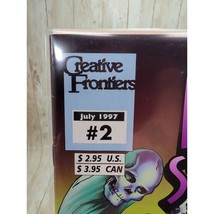 Creative
Frontiers
July 1997
#2
$ 2.95 U.S.
$ 3.95 CAN